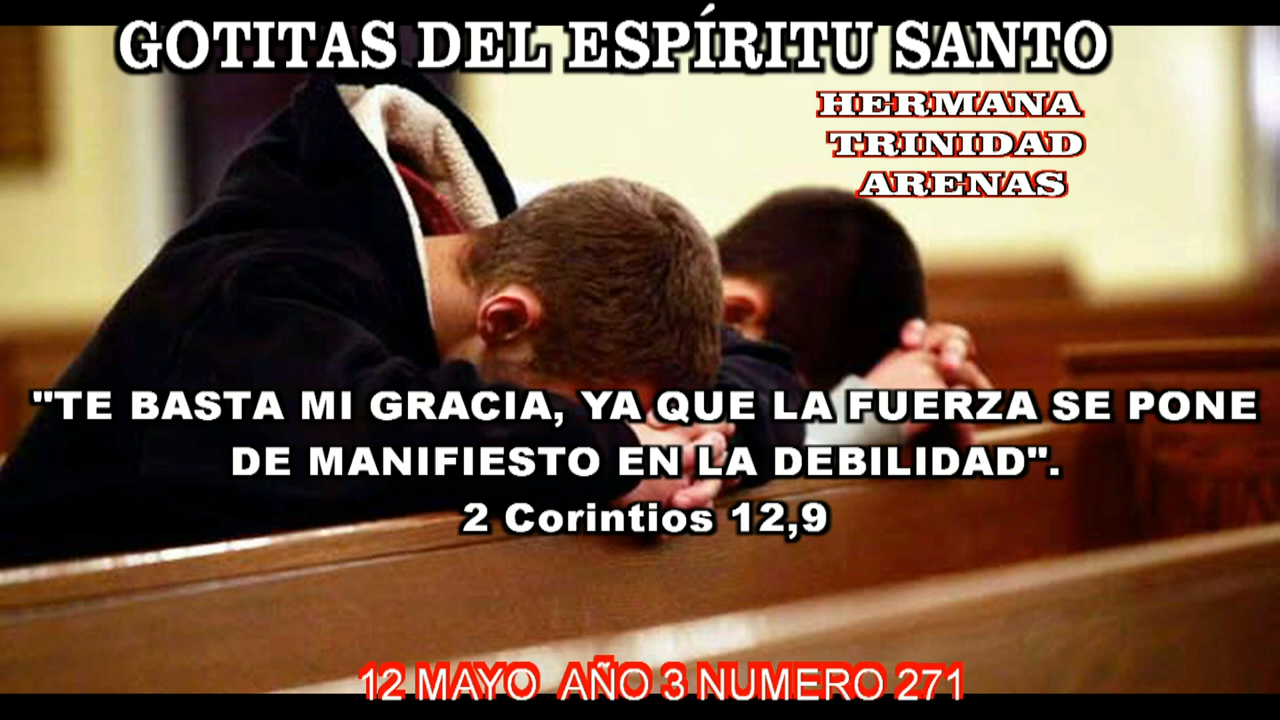 GOTITAS DEL ESPÍRITU SANTO
HERMANA
TRINIDAD
ARENAS
"TE BASTA MI GRACIA, YA QUE LA FUERZA SE PONE
DE MANIFIESTO EN LA DEBILIDAD".
2 Corintios 12,9
12 MAYO AÑO 3 NUMERO 271